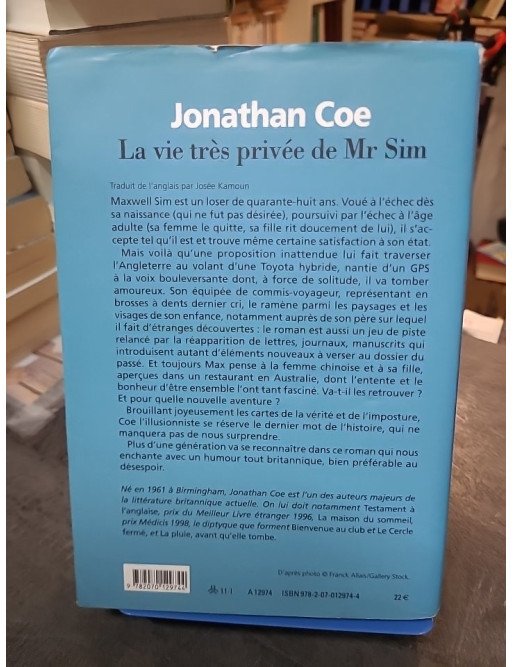 Jonathan Coe
La vie très privée de Mr Sim
Traduit de l'anglais par Josée Kamoun
Maxwell Sim est un loser de quarante-huit ans. Voué à l'échec dès
sa naissance (qui ne fut pas désirée), poursuivi par l'échec à l'âge
adulte (sa femme le quitte, sa fille rit doucement de lui), il s'ac-
cepte tel qu'il est et trouve même certaine satisfaction à son état.
Mais voilà qu'une proposition inattendue lui fait traverser
l'Angleterre au volant d'une Toyota hybride, nantie d'un GPS
à la voix bouleversante dont, à force de solitude, il va tomber
amoureux. Son équipée de commis-voyageur, représentant en
brosses à dents dernier cri, le ramène parmi les paysages et les
visages de son enfance, notamment auprès de son père sur lequel
il fait d'étranges découvertes : le roman est aussi un jeu de piste
relancé par la réapparition de lettres, journaux, manuscrits qui
introduisent autant d'éléments nouveaux à verser au dossier du
passé. Et toujours Max pense à la femme chinoise et à sa fille,
aperçues dans un restaurant en Australie, dont l'entente et le
bonheur d'être ensemble l'ont tant fasciné. Va-t-il les retrouver ?
Et pour quelle nouvelle aventure ?
Brouillant joyeusement les cartes de la vérité et de l'imposture,
Coe l'illusionniste se réserve le dernier mot de l'histoire, qui ne
manquera pas de nous surprendre.
Plus d'une génération va se reconnaître dans ce roman qui nous
enchante avec un humour tout britannique, bien préférable au
désespoir.
Né en 1961 à Birmingham, Jonathan Coe est l'un des auteurs majeurs de
la littérature britannique actuelle. On lui doit notamment Testament à
l'anglaise, prix du Meilleur Livre étranger 1996, La maison du sommeil,
prix Médicis 1998, le diptyque que forment Bienvenue au club et Le Cercle
fermé, et La pluie, avant qu'elle tombe.
D'après photo © Franck Allais/Gallery Stock.
9 782070 129744
11-I A 12974 ISBN 978-2-07-012974-4 22 €